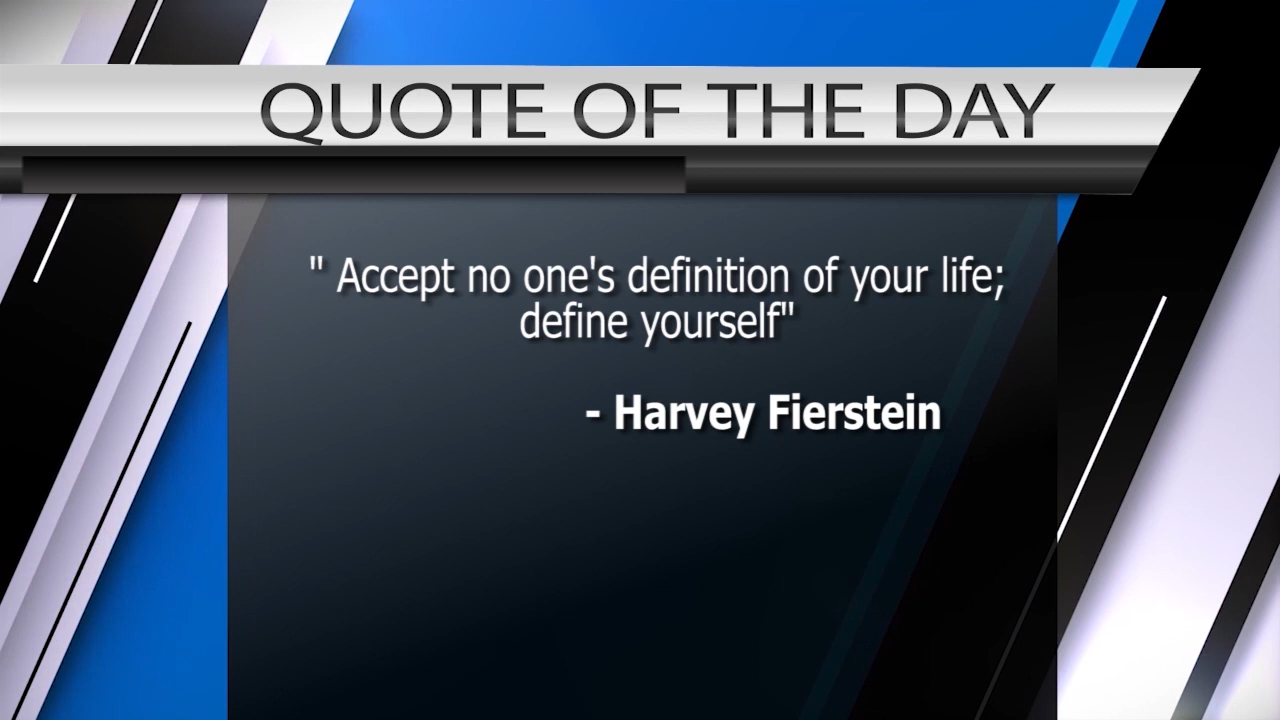 QUOTE OF THE DAY
" Accept no one's definition of your life;
define yourself"
- Harvey Fierstein